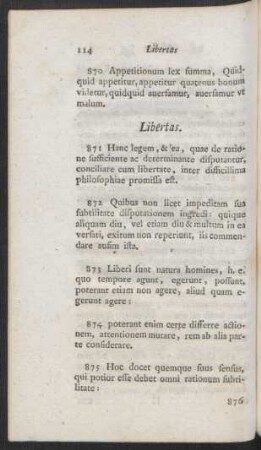 114 Libertas
870 Appetitionum lex summa, Quid-
quid appetitur, appetitur quatenus bonum
videtur, quidquid auersamur, auersamur vt
malum.
Libertas.
871 Hanc legem, & ea, quae de ratio-
ne sufficiente ac determinante disputantur,
conciliare cum libertate, inter difficillima
philosophiae promissa est.
872 Quibus non licet impeditam sua
subtilitate disputationem ingredi: quique
aliquam diu, vel etiam diu & multum in ea
versati, exitum non reperiunt, iis commen-
dare ausim ista.
873 Liberi sunt natura homines, h. e.
quo tempore agunt, egerunt, possunt,
poterant etiam non agere, aliud quam e-
gerunt agere:
874 poterant enim certe differre actio-
nem, attentionem mutare, rem ab alia par-
te considerare.
875 Hoc docet quemque suus sensus,
qui potior esse debet omni rationum subti-
litate:
876